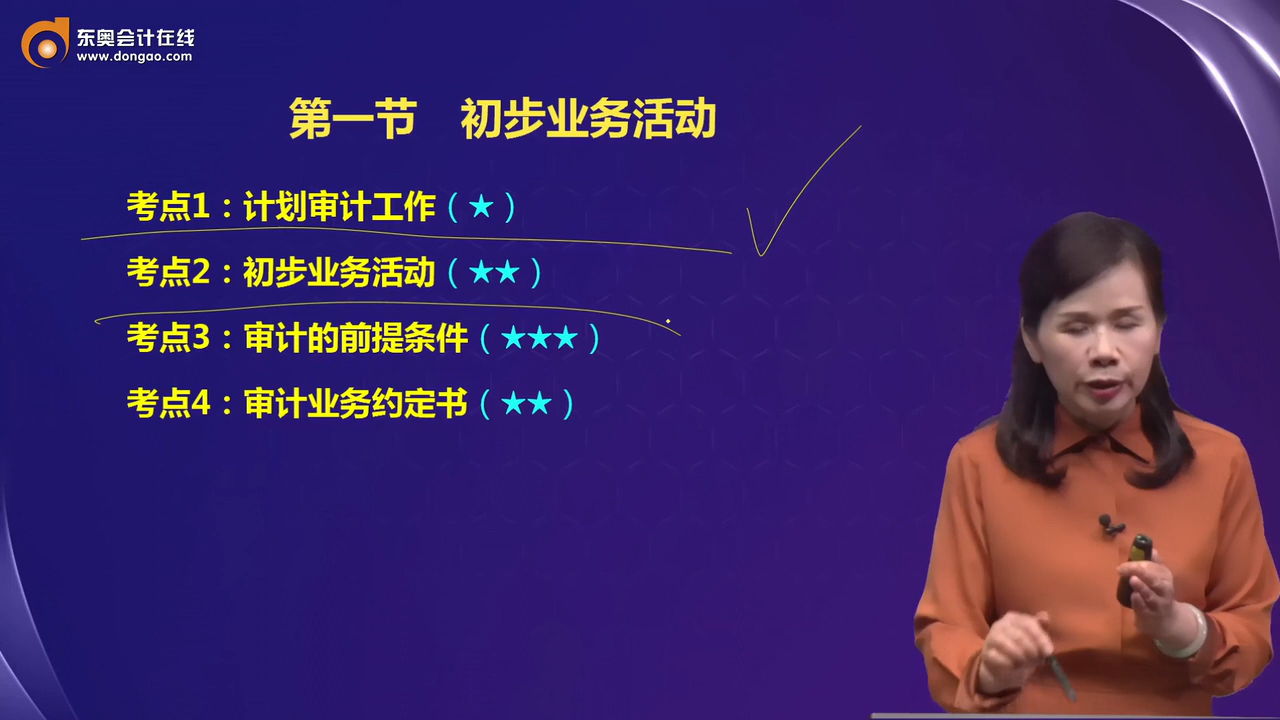 东奥会计在线
www.dongao.com
第一节 初步业务活动
考点1：计划审计工作（★）
考点2：初步业务活动（★★）
考点3：审计的前提条件（★★★）
考点4：审计业务约定书（★★）